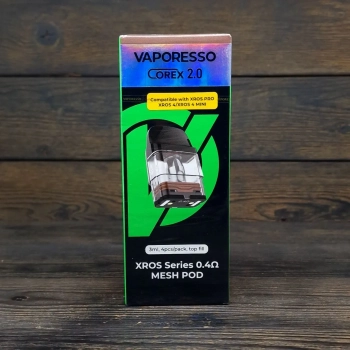 VAPORESSO
COREX 2.0
Compatible with XROS PRO
XROS 4/XROS 4 MINI
3ml, 4pcs/pack, top fill
XROS Series 0.4Ω
MESH POD